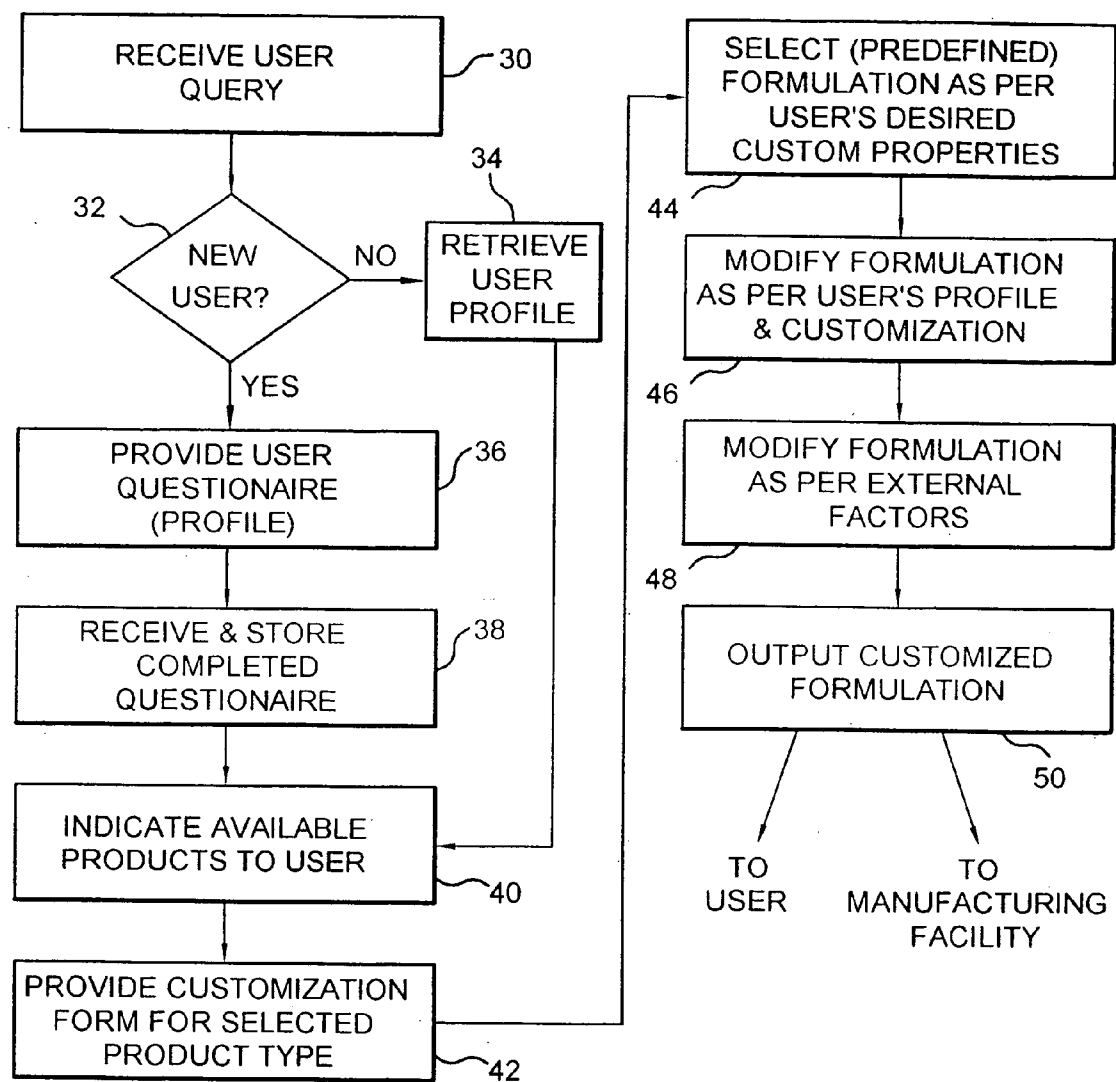 RECEIVE USER
QUERY
30
32
NEW
USER?
NO
34
RETRIEVE
USER
PROFILE
YES
PROVIDE USER
QUESTIONAIRE
(PROFILE)
36
RECEIVE & STORE
COMPLETED
QUESTIONAIRE
38
INDICATE AVAILABLE
PRODUCTS TO USER
40
PROVIDE CUSTOMIZATION
FORM FOR SELECTED
PRODUCT TYPE
42
SELECT (PREDEFINED)
FORMULATION AS PER
USER'S DESIRED
CUSTOM PROPERTIES
44
MODIFY FORMULATION
AS PER USER'S PROFILE
& CUSTOMIZATION
46
MODIFY FORMULATION
AS PER EXTERNAL
FACTORS
48
OUTPUT CUSTOMIZED
FORMULATION
50
TO
USER
TO
MANUFACTURING
FACILITY